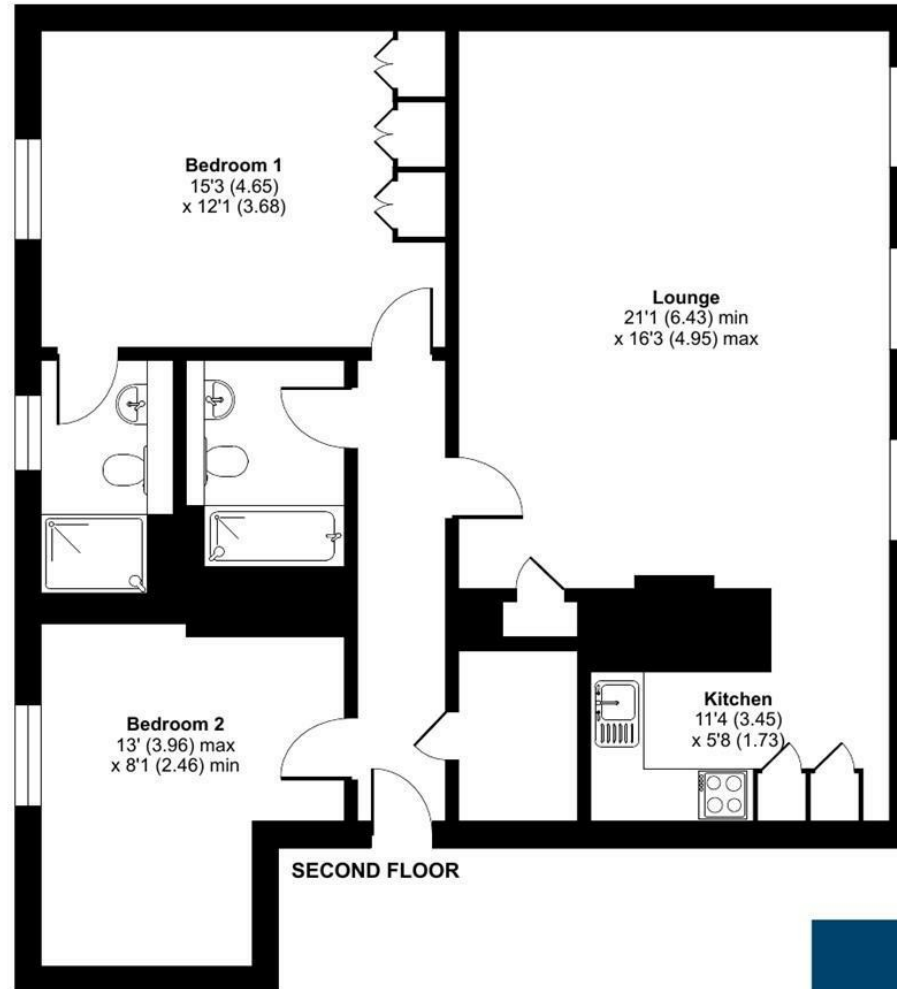 Bedroom 1
15'3 (4.65)
x 12'1 (3.68)
Lounge
21'1 (6.43) min
x 16'3 (4.95) max
Bedroom 2
13' (3.96) max
x 8'1 (2.46) min
Kitchen
11'4 (3.45)
x 5'8 (1.73)
SECOND FLOOR